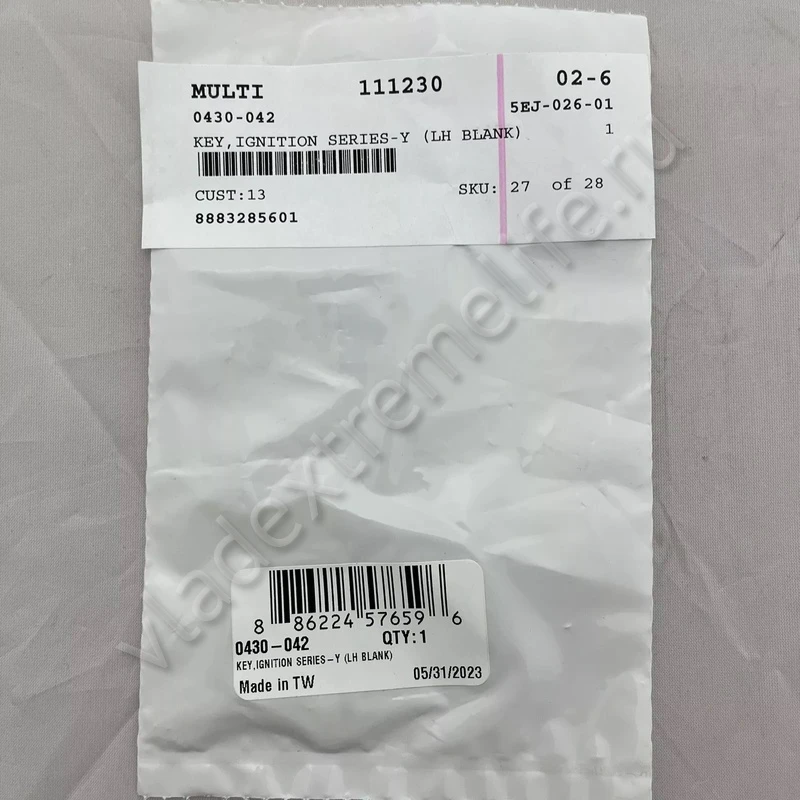 MULTI 111230 02-6
0430-042 5EJ-026-01
KEY,IGNITION SERIES-Y (LH BLANK) 1
CUST:13 SKU: 27 of 28
8883285601
vladextremelife.ru
8 86224 57659 6
0430-042 QTY:1
KEY,IGNITION SERIES-Y (LH BLANK)
Made in TW 05/31/2023